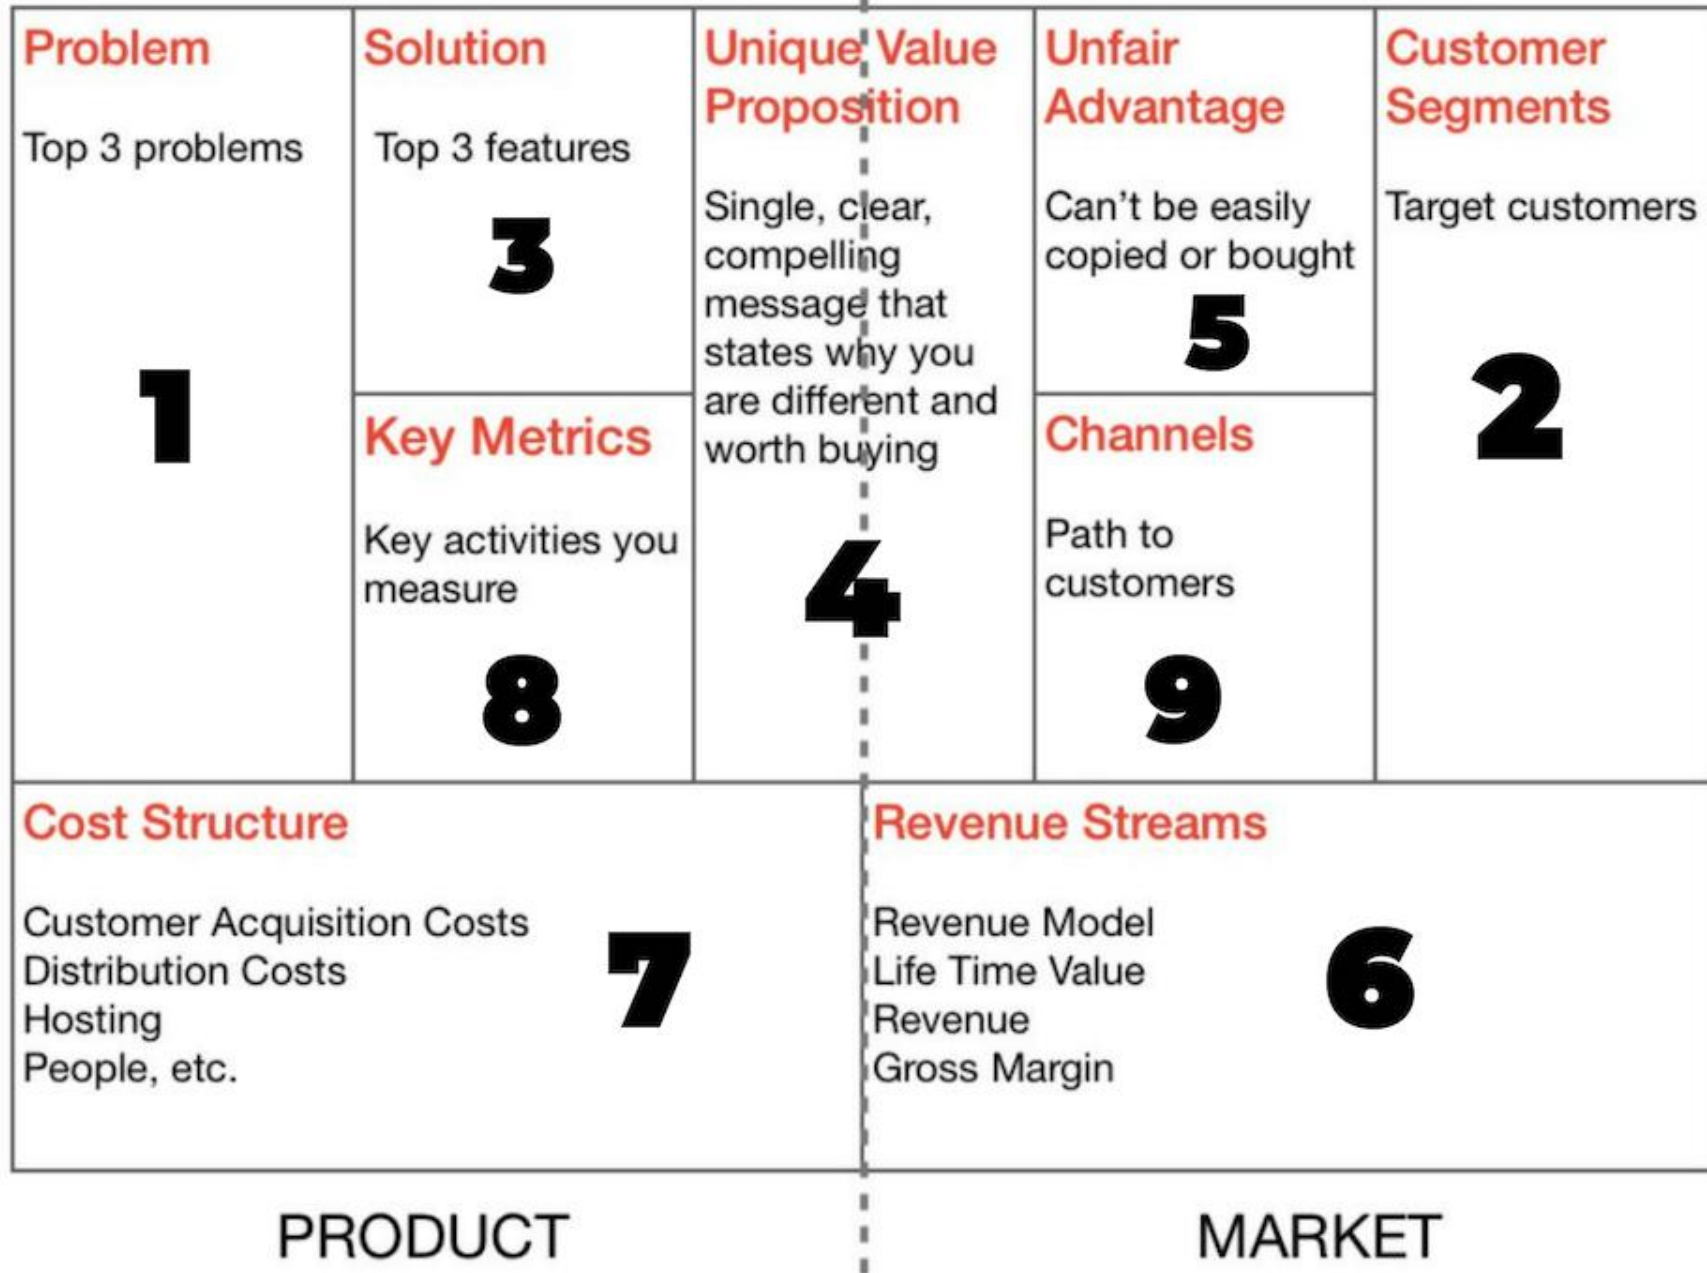 Problem
Top 3 problems
1
Solution
Top 3 features
3
Key Metrics
Key activities you
measure
8
Unique Value
Proposition
Single, clear,
compelling
message that
states why you
are different and
worth buying
4
Unfair
Advantage
Can't be easily
copied or bought
5
Channels
Path to
customers
9
Customer
Segments
Target customers
2
Cost Structure
Customer Acquisition Costs
Distribution Costs
Hosting
People, etc.
7
Revenue Streams
Revenue Model
Life Time Value
Revenue
Gross Margin
6
PRODUCT
MARKET